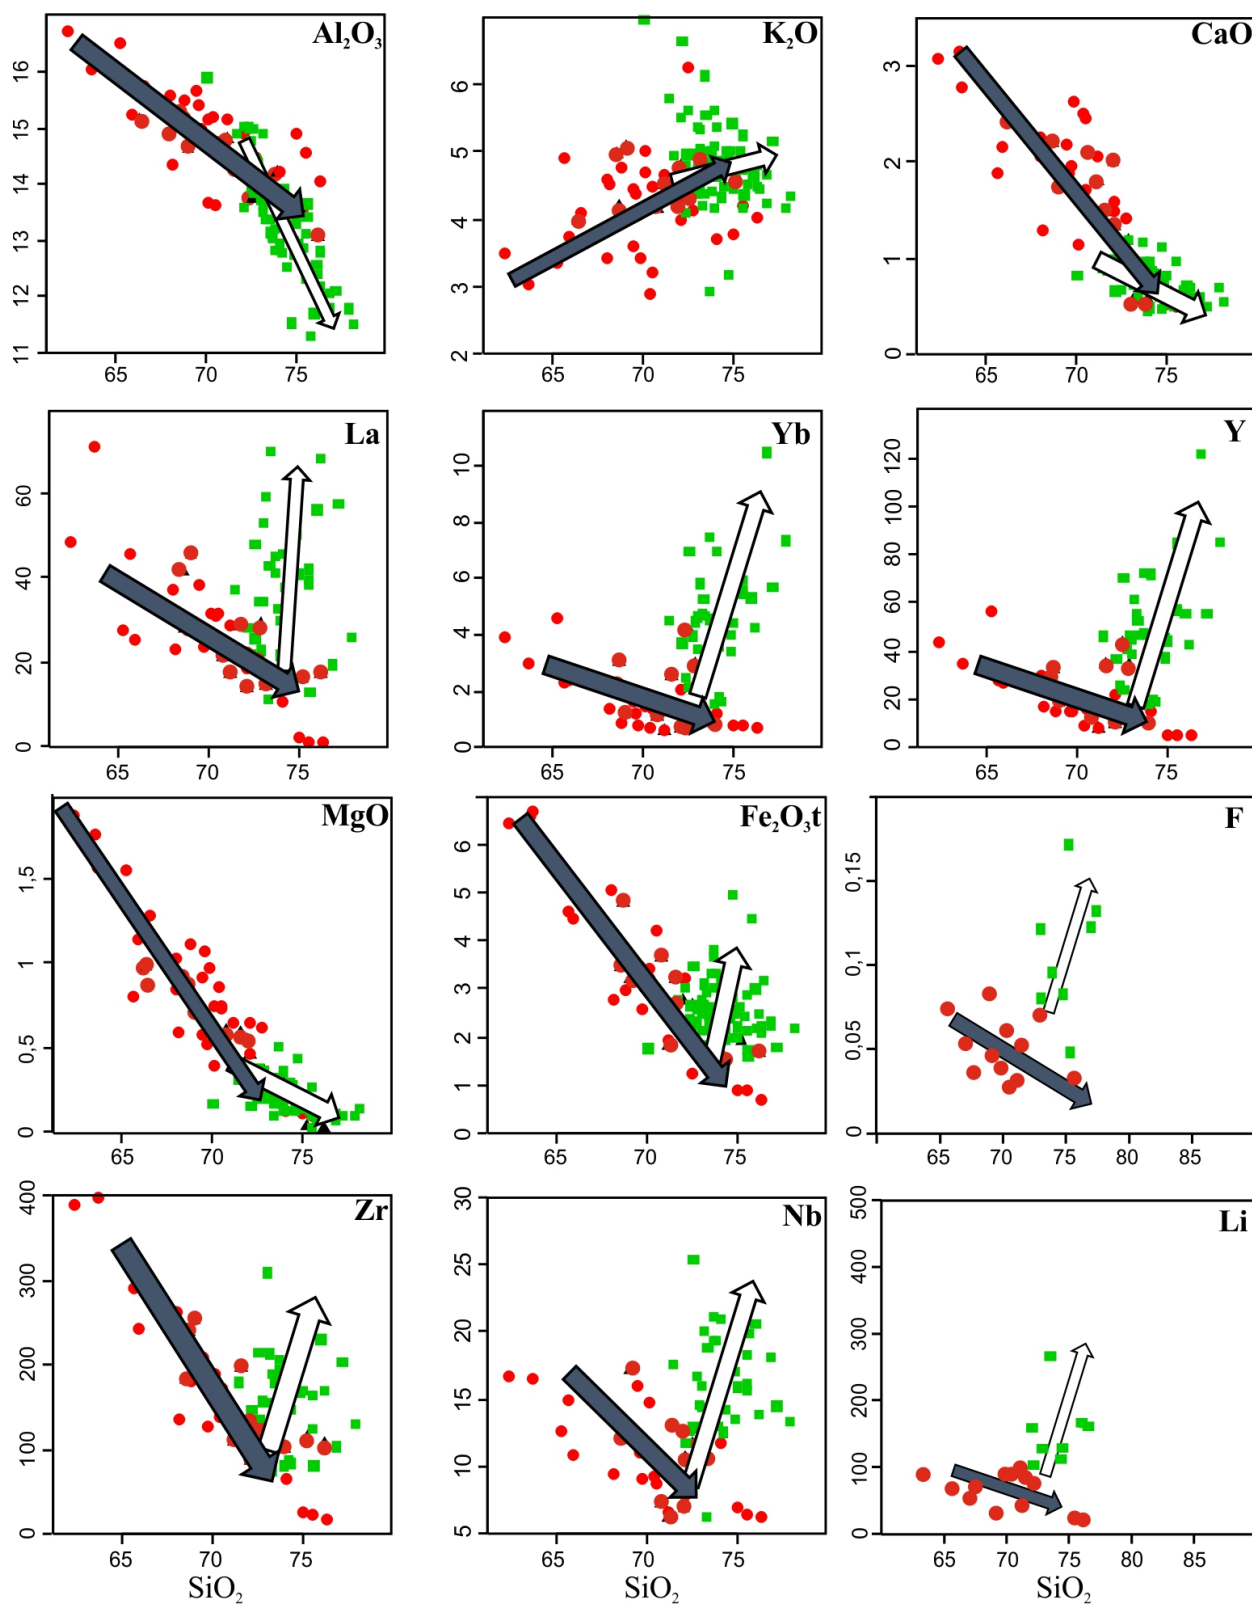 Al₂O₃
16
15
14
13
12
11
65 70 75
K₂O
6
5
4
3
2
65 70 75
CaO
3
2
1
0
65 70 75
La
60
40
20
0
65 70 75
Yb
10
8
6
4
2
0
65 70 75
Y
120
100
80
60
40
20
0
65 70 75
MgO
1,5
1
0,5
0
65 70 75
Fe₂O₃t
6
5
4
3
2
1
0
65 70 75
F
0,15
0,1
0,05
0
65 70 75 80 85
Zr
400
300
200
100
0
65 70 75
SiO₂
Nb
30
25
20
15
10
5
65 70 75
SiO₂
Li
500
400
300
200
100
0
65 70 75 80 85
SiO₂